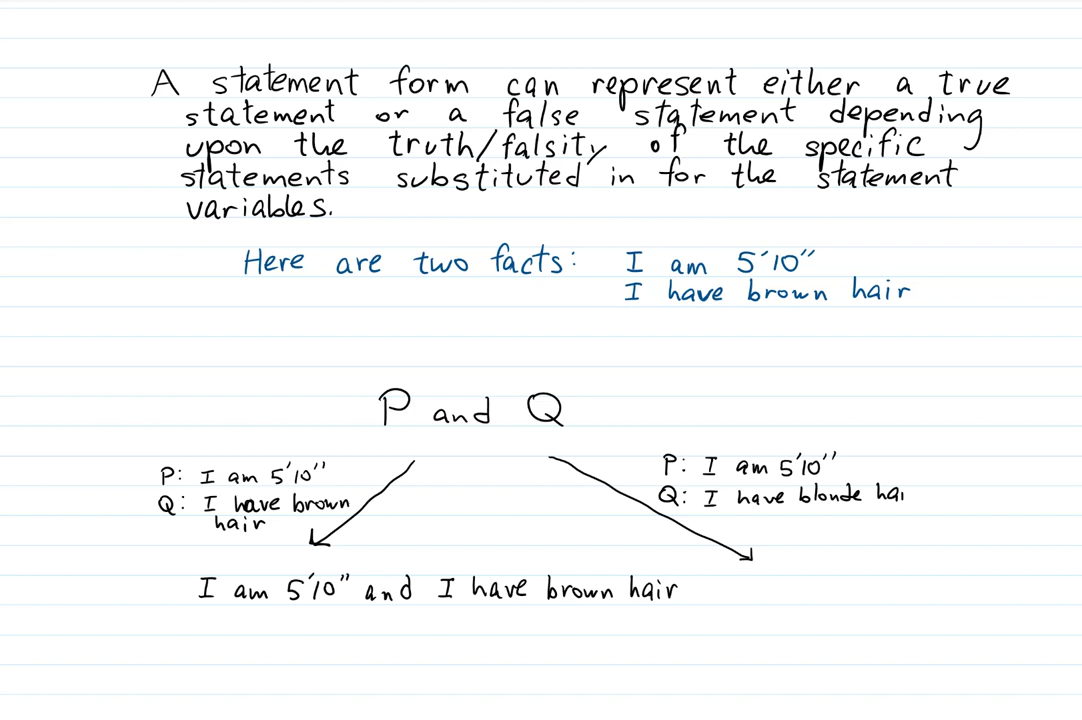 A statement form can represent either a true
statement or a false statement depending
upon the truth/falsity of the specific
statements substituted in for the statement
variables.
Here are two facts: I am 5'10"
I have brown hair
P and Q
P: I am 5'10"
Q: I have brown
hair
P: I am 5'10"
Q: I have blonde hai
I am 5'10" and I have brown hair